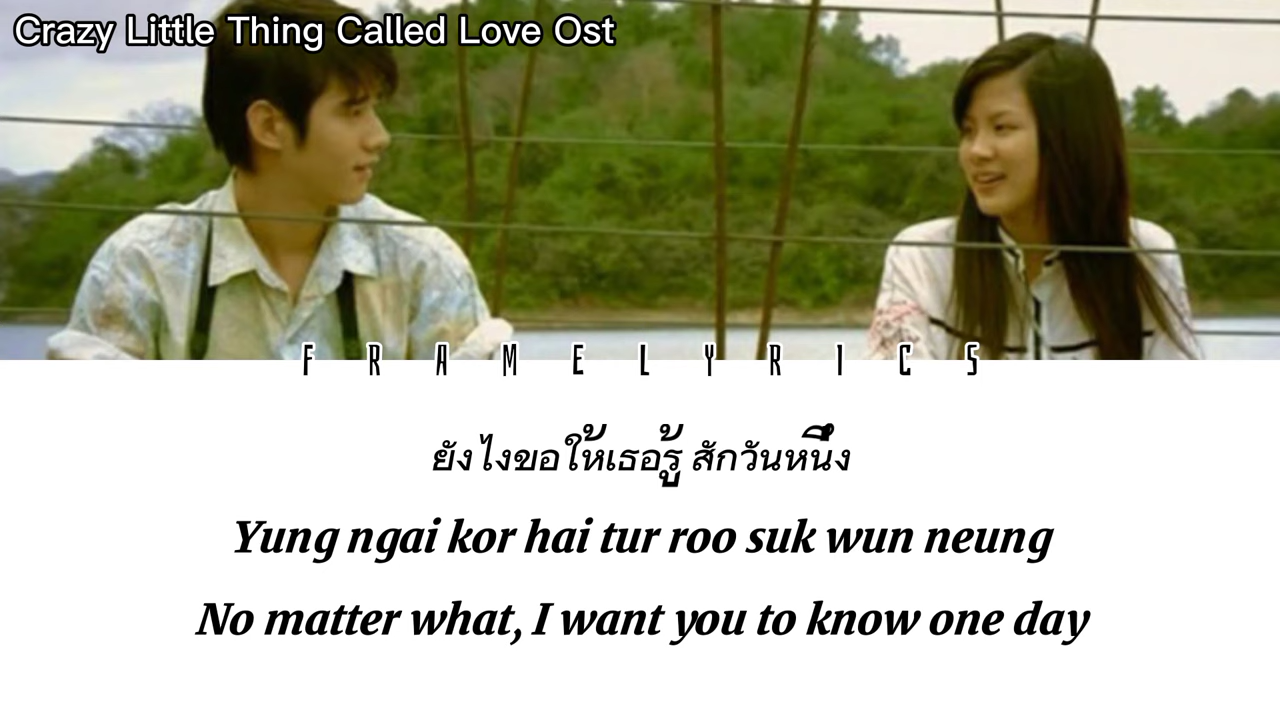 Crazy Little Thing Called Love Ost
FRAMELYRICS
ยังไงขอให้เธอรู้ สักวันหนึ่ง
Yung ngai kor hai tur roo suk wun neung
No matter what, I want you to know one day